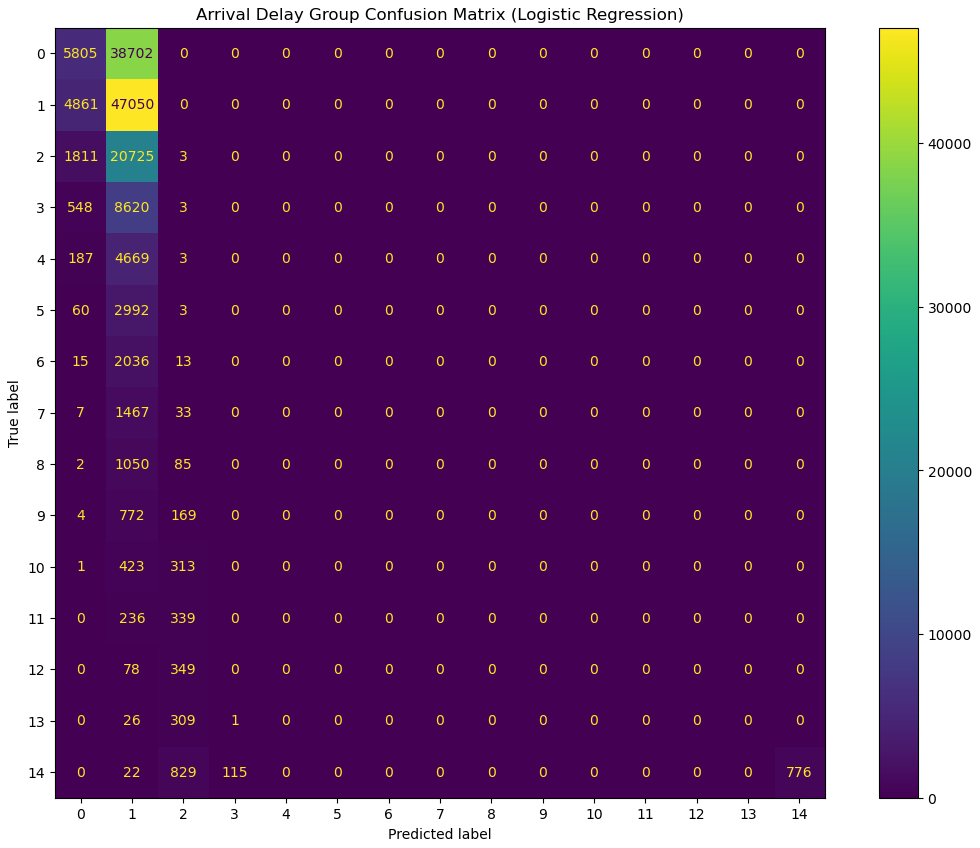 Arrival Delay Group Confusion Matrix (Logistic Regression)
0 5805 38702 0 0 0 0 0 0 0 0 0 0 0 0 0
1 4861 47050 0 0 0 0 0 0 0 0 0 0 0 0 0
2 1811 20725 3 0 0 0 0 0 0 0 0 0 0 0 0
3 548 8620 3 0 0 0 0 0 0 0 0 0 0 0 0
4 187 4669 3 0 0 0 0 0 0 0 0 0 0 0 0
5 60 2992 3 0 0 0 0 0 0 0 0 0 0 0 0
6 15 2036 13 0 0 0 0 0 0 0 0 0 0 0 0
7 7 1467 33 0 0 0 0 0 0 0 0 0 0 0 0
8 2 1050 85 0 0 0 0 0 0 0 0 0 0 0 0
9 4 772 169 0 0 0 0 0 0 0 0 0 0 0 0
10 1 423 313 0 0 0 0 0 0 0 0 0 0 0 0
11 0 236 339 0 0 0 0 0 0 0 0 0 0 0 0
12 0 78 349 0 0 0 0 0 0 0 0 0 0 0 0
13 0 26 309 1 0 0 0 0 0 0 0 0 0 0 0
14 0 22 829 115 0 0 0 0 0 0 0 0 0 0 776
0 1 2 3 4 5 6 7 8 9 10 11 12 13 14
Predicted label
True label
40000
30000
20000
10000
0